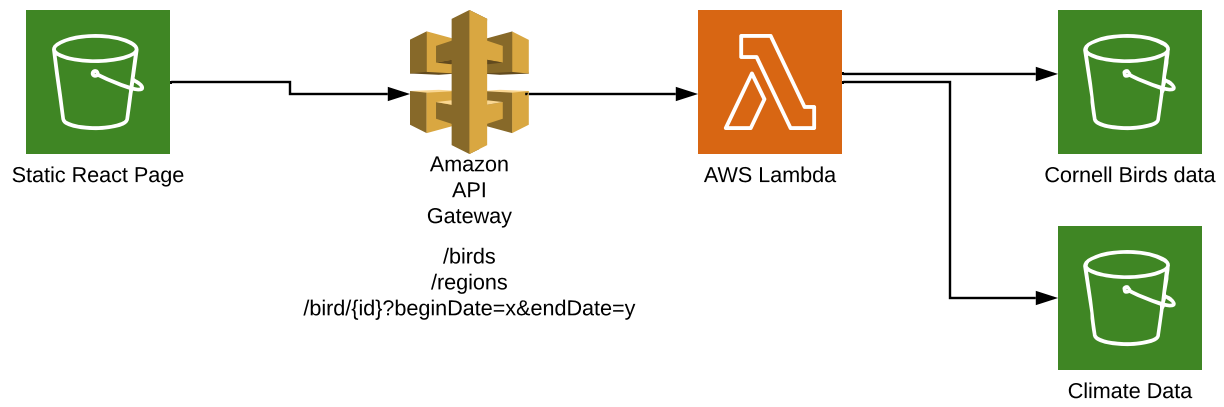 Static React Page
Amazon
API
Gateway
/birds
/regions
/bird/{id}?beginDate=x&endDate=y
AWS Lambda
Cornell Birds data
Climate Data